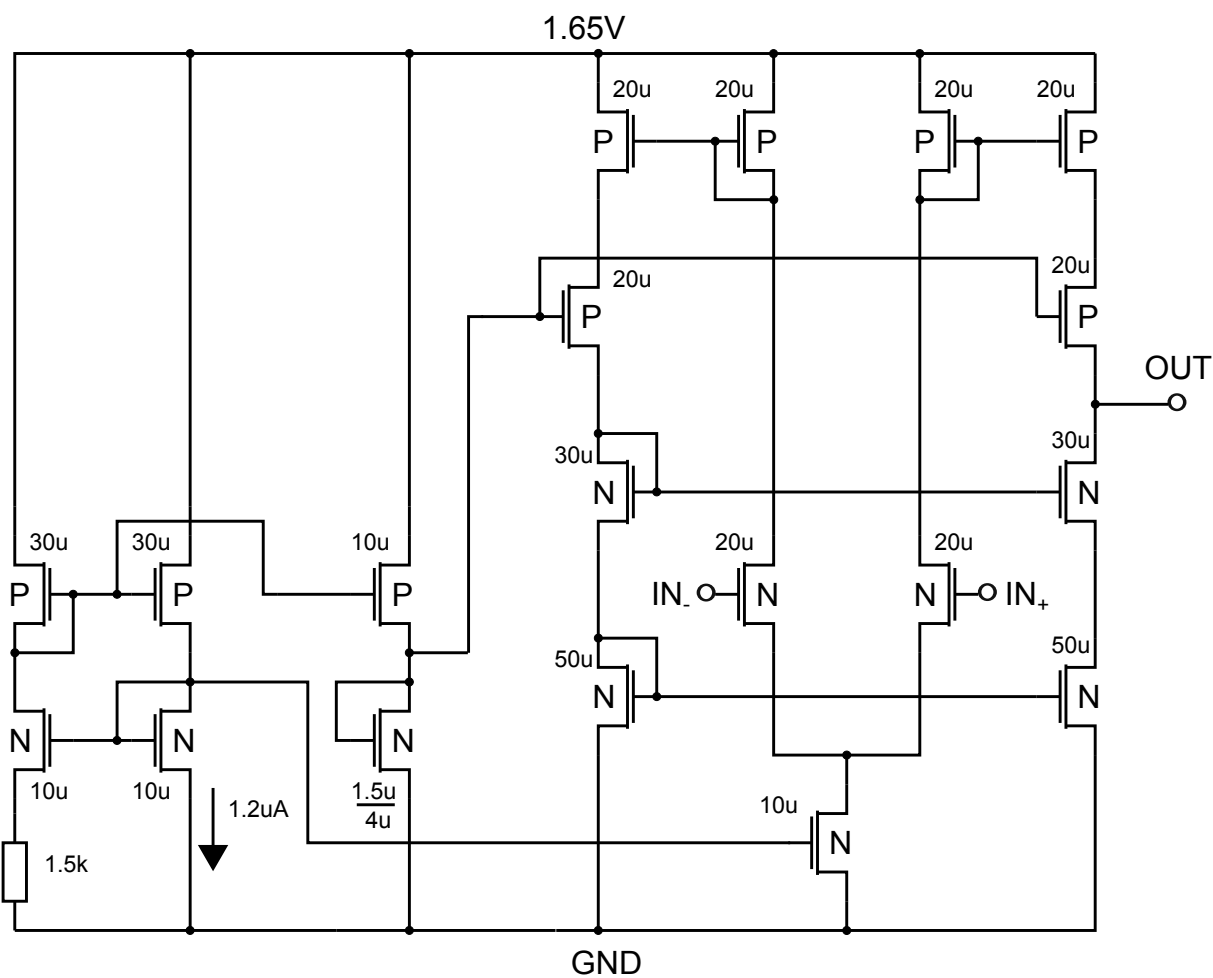 1.65V
20u 20u 20u 20u
P P P P
20u 20u
P P
OUT
30u 30u
N N
30u 30u 10u 20u 20u
P P P IN- N N IN+
50u 50u
N N
N N N
10u 10u 1.5u
4u
1.2uA
10u
N
1.5k
GND